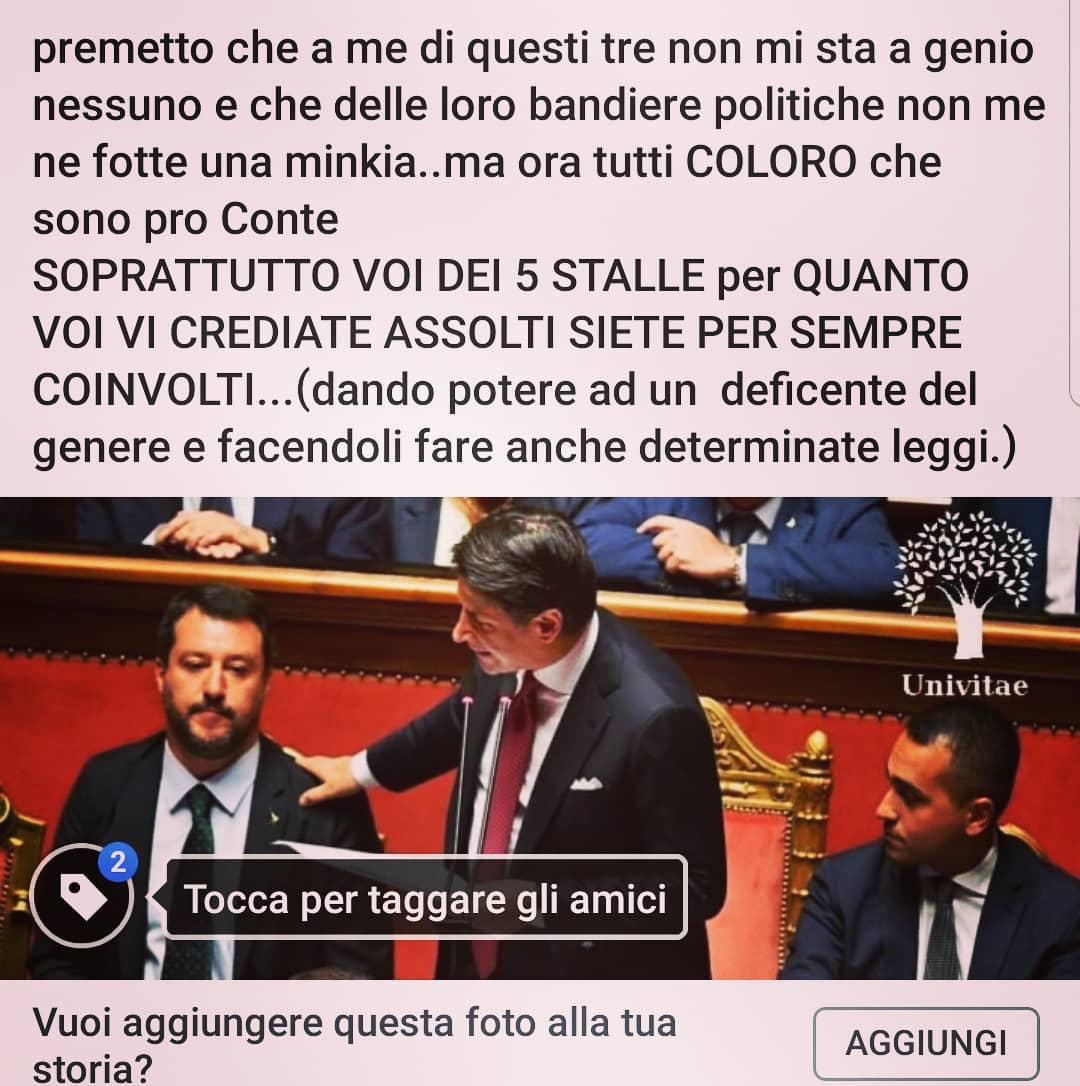 premetto che a me di questi tre non mi sta a genio
nessuno e che delle loro bandiere politiche non me
ne fotte una minkia..ma ora tutti COLORO che
sono pro Conte
SOPRATTUTTO VOI DEI 5 STALLE per QUANTO
VOI VI CREDIATE ASSOLTI SIETE PER SEMPRE
COINVOLTI...(dando potere ad un  deficente del
genere e facendoli fare anche determinate leggi.)
Univitae
2
Tocca per taggare gli amici
Vuoi aggiungere questa foto alla tua
storia?
AGGIUNGI